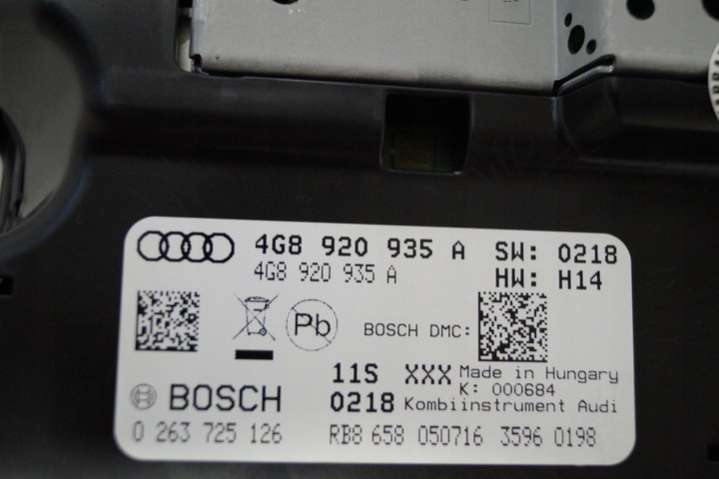 4G8 920 935 A SW: 0218
4G8 920 935 A HW: H14
Pb BOSCH DMC:
11S XXX Made in Hungary
K: 000684
BOSCH 0218 Kombiinstrument Audi
0 263 725 126 RB8 658 050716 3596 0198